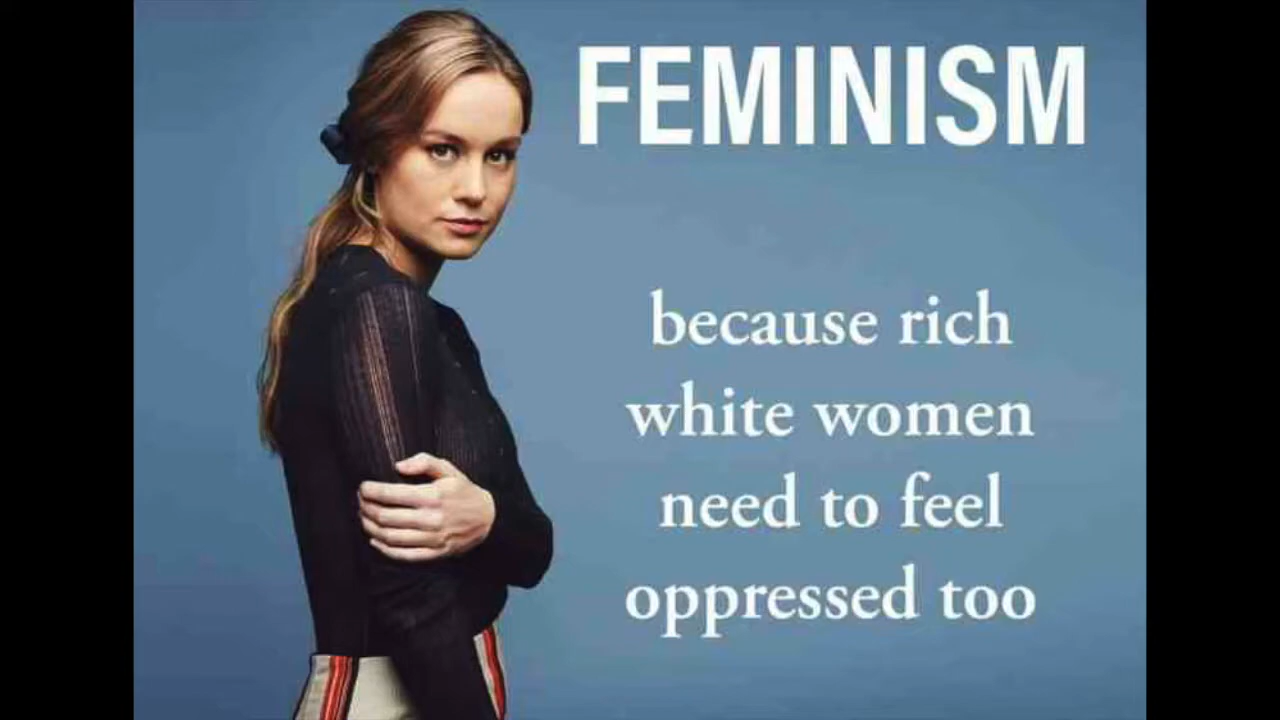 FEMINISM
because rich
white women
need to feel
oppressed too